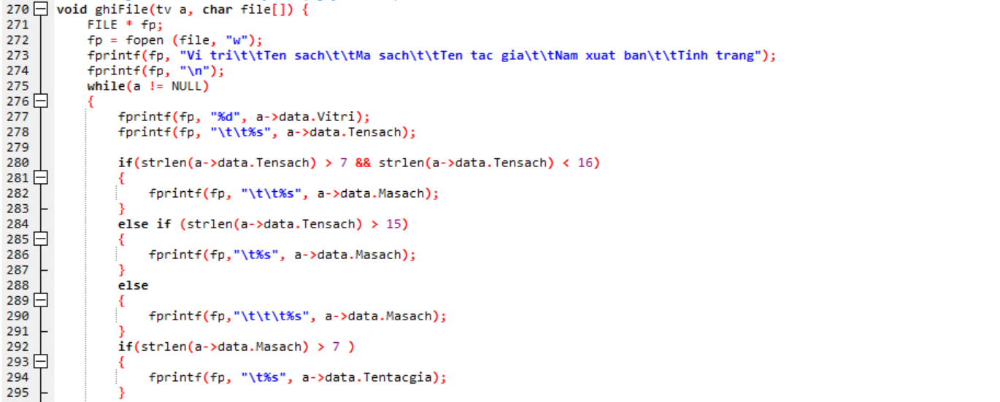 270 void ghiFile(tv a, char file[]) {
271     FILE * fp;
272     fp = fopen (file, "w");
273     fprintf(fp, "Vi tri\t\tTen sach\t\tMa sach\t\tTen tac gia\t\tNam xuat ban\t\tTinh trang");
274     fprintf(fp, "\n");
275     while(a != NULL)
276     {
277         fprintf(fp, "%d", a->data.Vitri);
278         fprintf(fp, "\t\t%s", a->data.Tensach);
279
280         if(strlen(a->data.Tensach) > 7 && strlen(a->data.Tensach) < 16)
281         {
282             fprintf(fp, "\t\t%s", a->data.Masach);
283         }
284         else if (strlen(a->data.Tensach) > 15)
285         {
286             fprintf(fp,"\t%s", a->data.Masach);
287         }
288         else
289         {
290             fprintf(fp,"\t\t\t%s", a->data.Masach);
291         }
292         if(strlen(a->data.Masach) > 7 )
293         {
294             fprintf(fp, "\t%s", a->data.Tentacgia);
295         }